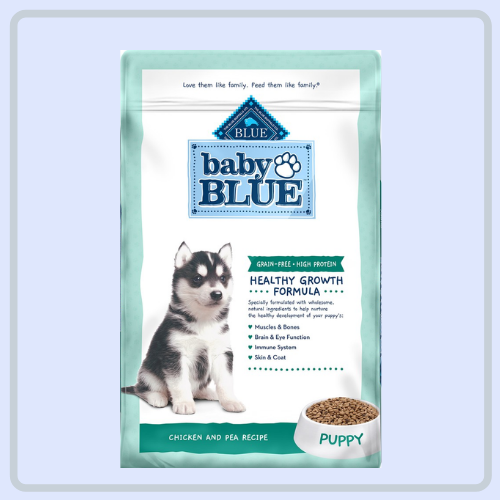 Love them like family. Feed them like family.®
BLUE
baby
BLUE™
GRAIN-FREE • HIGH PROTEIN
HEALTHY GROWTH
FORMULA
Specially formulated with wholesome,
natural ingredients to help nurture
the healthy development of your puppy's:
♥ Muscles & Bones
♥ Brain & Eye Function
♥ Immune System
♥ Skin & Coat
CHICKEN AND PEA RECIPE
PUPPY